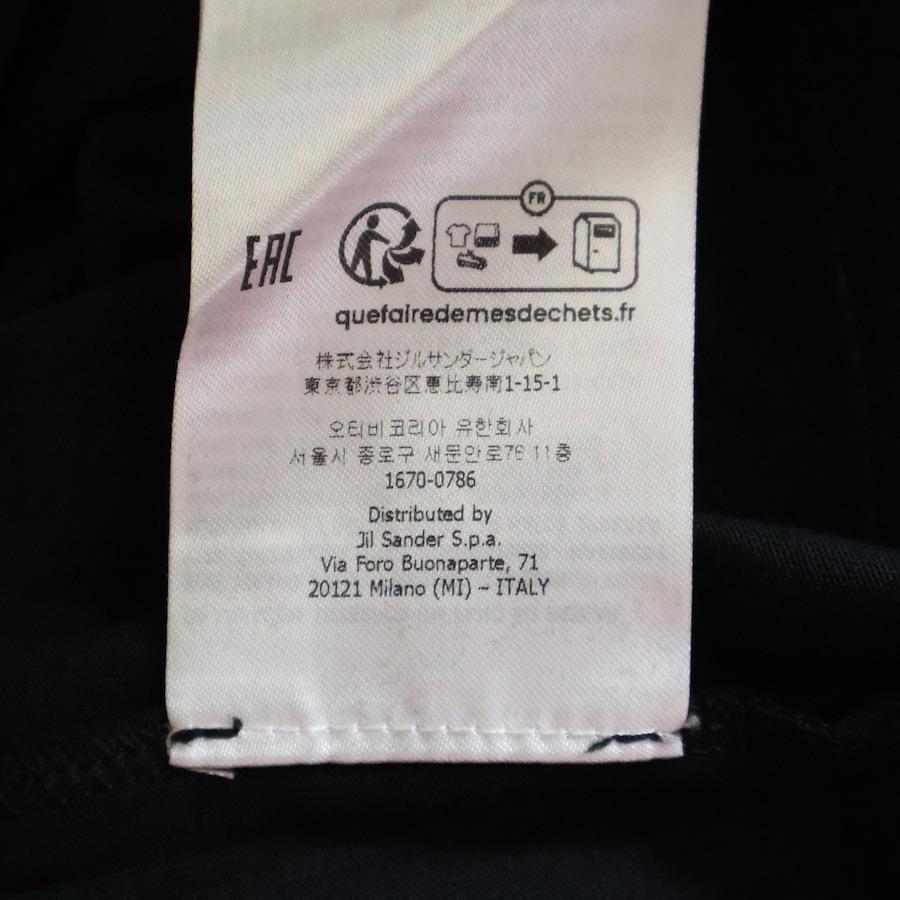 EAC
FR
quefairedemesdechets.fr
株式会社ジルサンダージャパン
東京都渋谷区恵比寿南1-15-1
오티비코리아 유한회사
서울시 종로구 새문안로76 11층
1670-0786
Distributed by
Jil Sander S.p.a.
Via Foro Buonaparte, 71
20121 Milano (MI) – ITALY